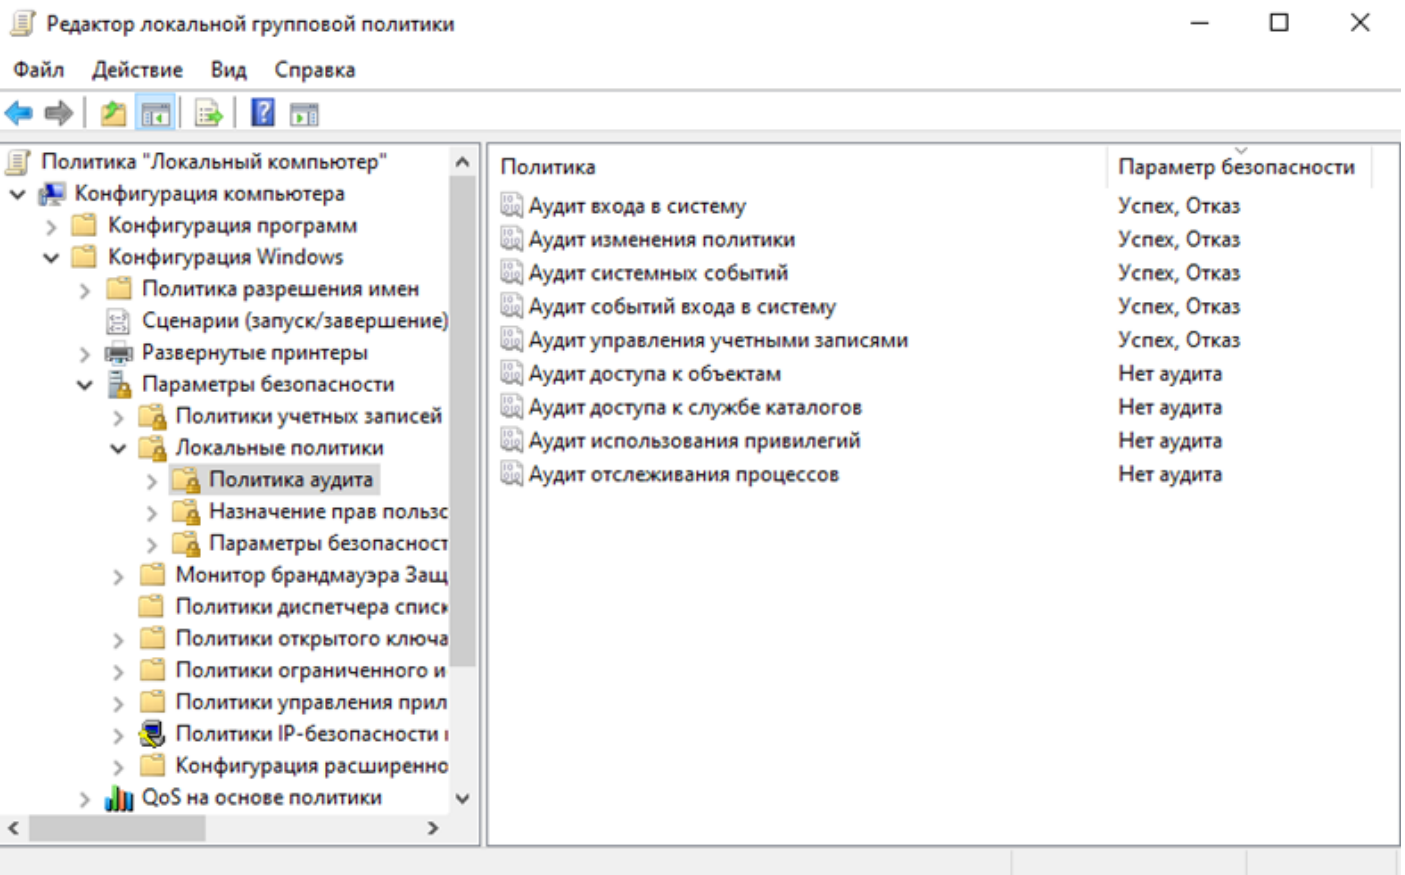 Редактор локальной групповой политики
Файл Действие Вид Справка
Политика "Локальный компьютер"
Конфигурация компьютера
Конфигурация программ
Конфигурация Windows
Политика разрешения имен
Сценарии (запуск/завершение)
Развернутые принтеры
Параметры безопасности
Политики учетных записей
Локальные политики
Политика аудита
Назначение прав пользс
Параметры безопасност
Монитор брандмауэра Защ
Политики диспетчера списк
Политики открытого ключа
Политики ограниченного и
Политики управления прил
Политики IP-безопасности
Конфигурация расширенно
QoS на основе политики
Политика Параметр безопасности
Аудит входа в систему Успех, Отказ
Аудит изменения политики Успех, Отказ
Аудит системных событий Успех, Отказ
Аудит событий входа в систему Успех, Отказ
Аудит управления учетными записями Успех, Отказ
Аудит доступа к объектам Нет аудита
Аудит доступа к службе каталогов Нет аудита
Аудит использования привилегий Нет аудита
Аудит отслеживания процессов Нет аудита